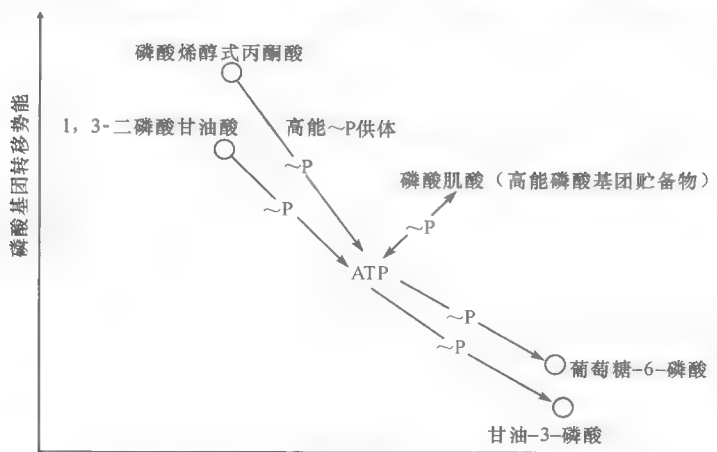 磷酸烯醇式丙酮酸
1，3-二磷酸甘油酸
高能～P供体
～P
磷酸肌酸（高能磷酸基团贮备物）
～P
～P
ATP
～P
～P
葡萄糖-6-磷酸
甘油-3-磷酸
磷酸基团转移势能